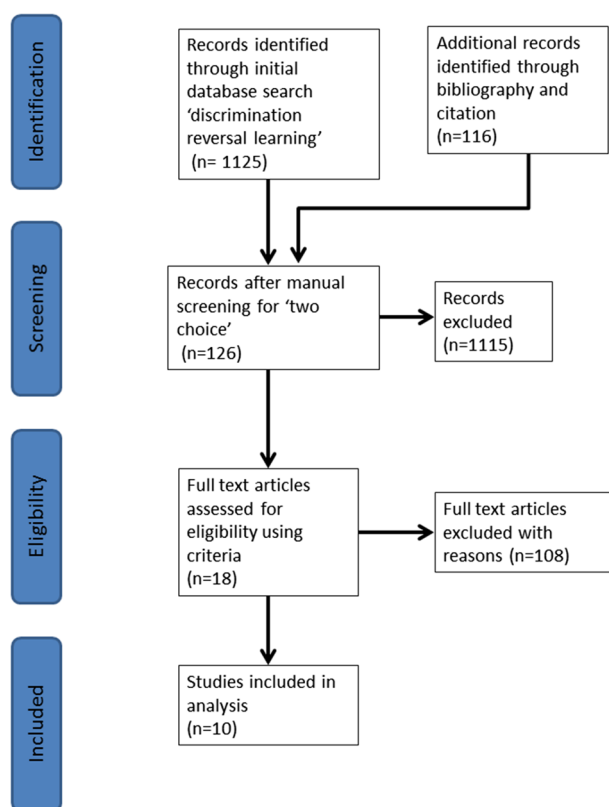 Identification
Records identified
through initial
database search
‘discrimination
reversal learning’
(n= 1125)
Additional records
identified through
bibliography and
citation
(n=116)
Screening
Records after manual
screening for ‘two
choice’
(n=126)
Records
excluded
(n=1115)
Eligibility
Full text articles
assessed for
eligibility using
criteria
(n=18)
Full text articles
excluded with
reasons (n=108)
Included
Studies included in
analysis
(n=10)